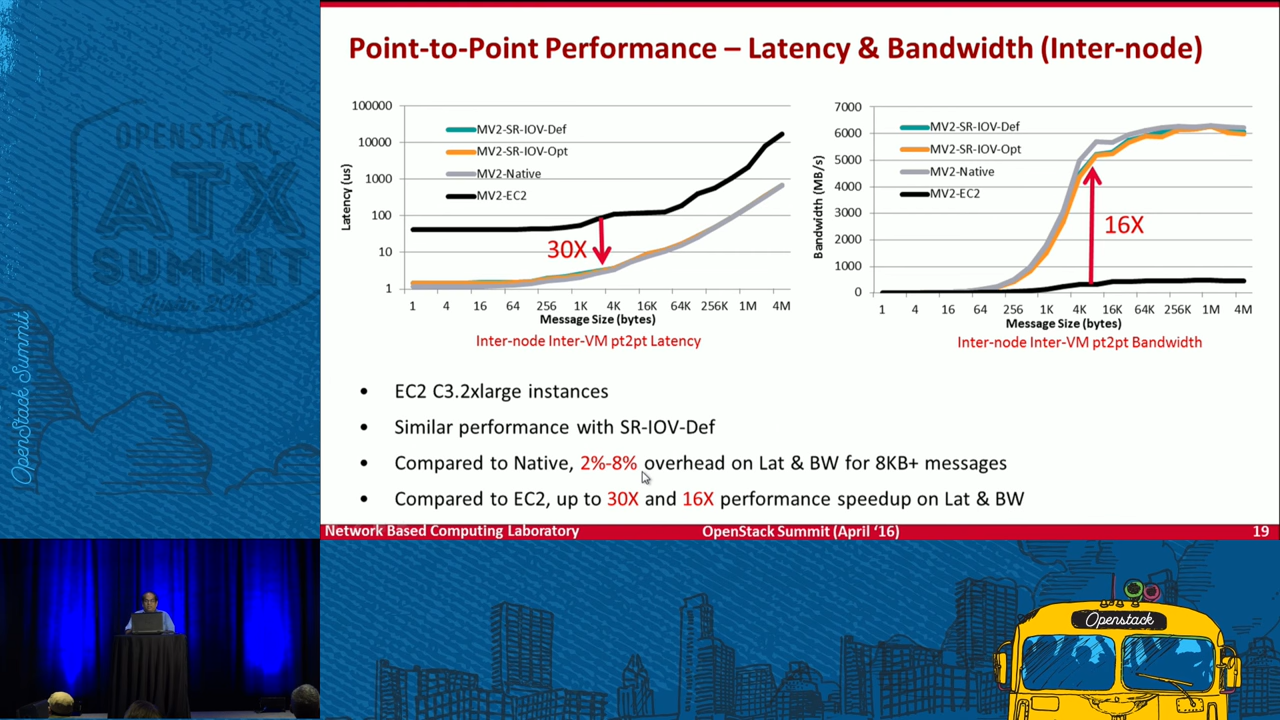 Point-to-Point Performance – Latency & Bandwidth (Inter-node)
100000
10000
1000
100
10
1
Latency (us)
MV2-SR-IOV-Def
MV2-SR-IOV-Opt
MV2-Native
MV2-EC2
30X
1 4 16 64 256 1K 4K 16K 64K 256K 1M 4M
Message Size (bytes)
Inter-node Inter-VM pt2pt Latency
7000
6000
5000
4000
3000
2000
1000
0
Bandwidth (MB/s)
MV2-SR-IOV-Def
MV2-SR-IOV-Opt
MV2-Native
MV2-EC2
16X
1 4 16 64 256 1K 4K 16K 64K 256K 1M 4M
Message Size (bytes)
Inter-node Inter-VM pt2pt Bandwidth
• EC2 C3.2xlarge instances
• Similar performance with SR-IOV-Def
• Compared to Native, 2%-8% overhead on Lat & BW for 8KB+ messages
• Compared to EC2, up to 30X and 16X performance speedup on Lat & BW
Network Based Computing Laboratory OpenStack Summit (April ‘16) 19
OPENSTACK
ATX
SUMMIT
OpenStack Summit
Openstack